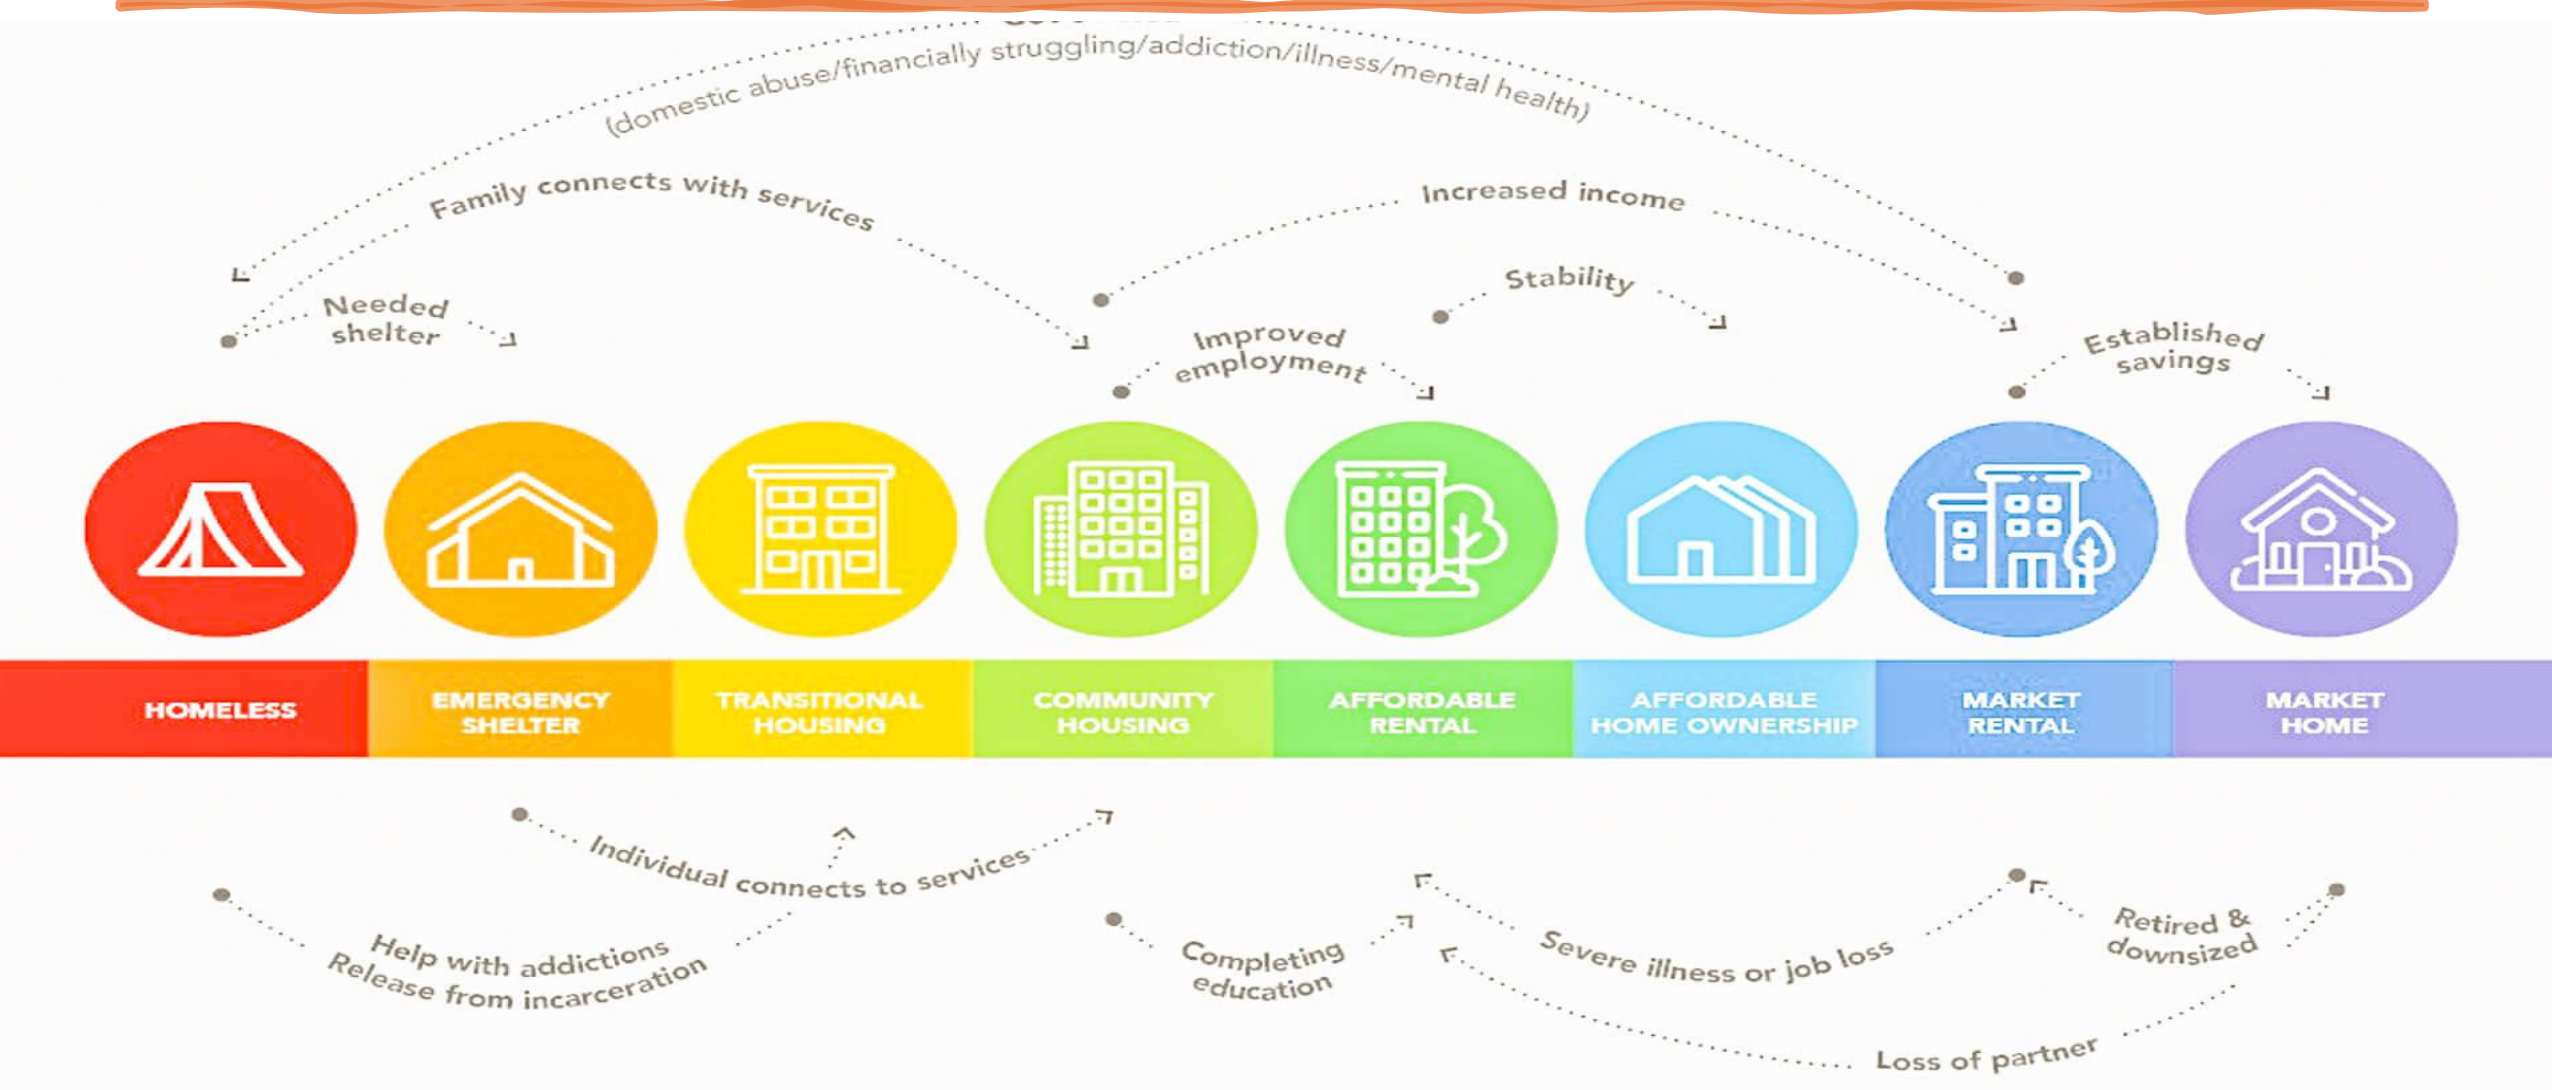 (domestic abuse/financially struggling/addiction/illness/mental health)
Family connects with services
Increased income
Needed
shelter
Stability
Improved
employment
Established
savings
HOMELESS
EMERGENCY
SHELTER
TRANSITIONAL
HOUSING
COMMUNITY
HOUSING
AFFORDABLE
RENTAL
AFFORDABLE
HOME OWNERSHIP
MARKET
RENTAL
MARKET
HOME
Individual connects to services
Help with addictions
Release from incarceration
Completing
education
Severe illness or job loss
Retired &
downsized
Loss of partner